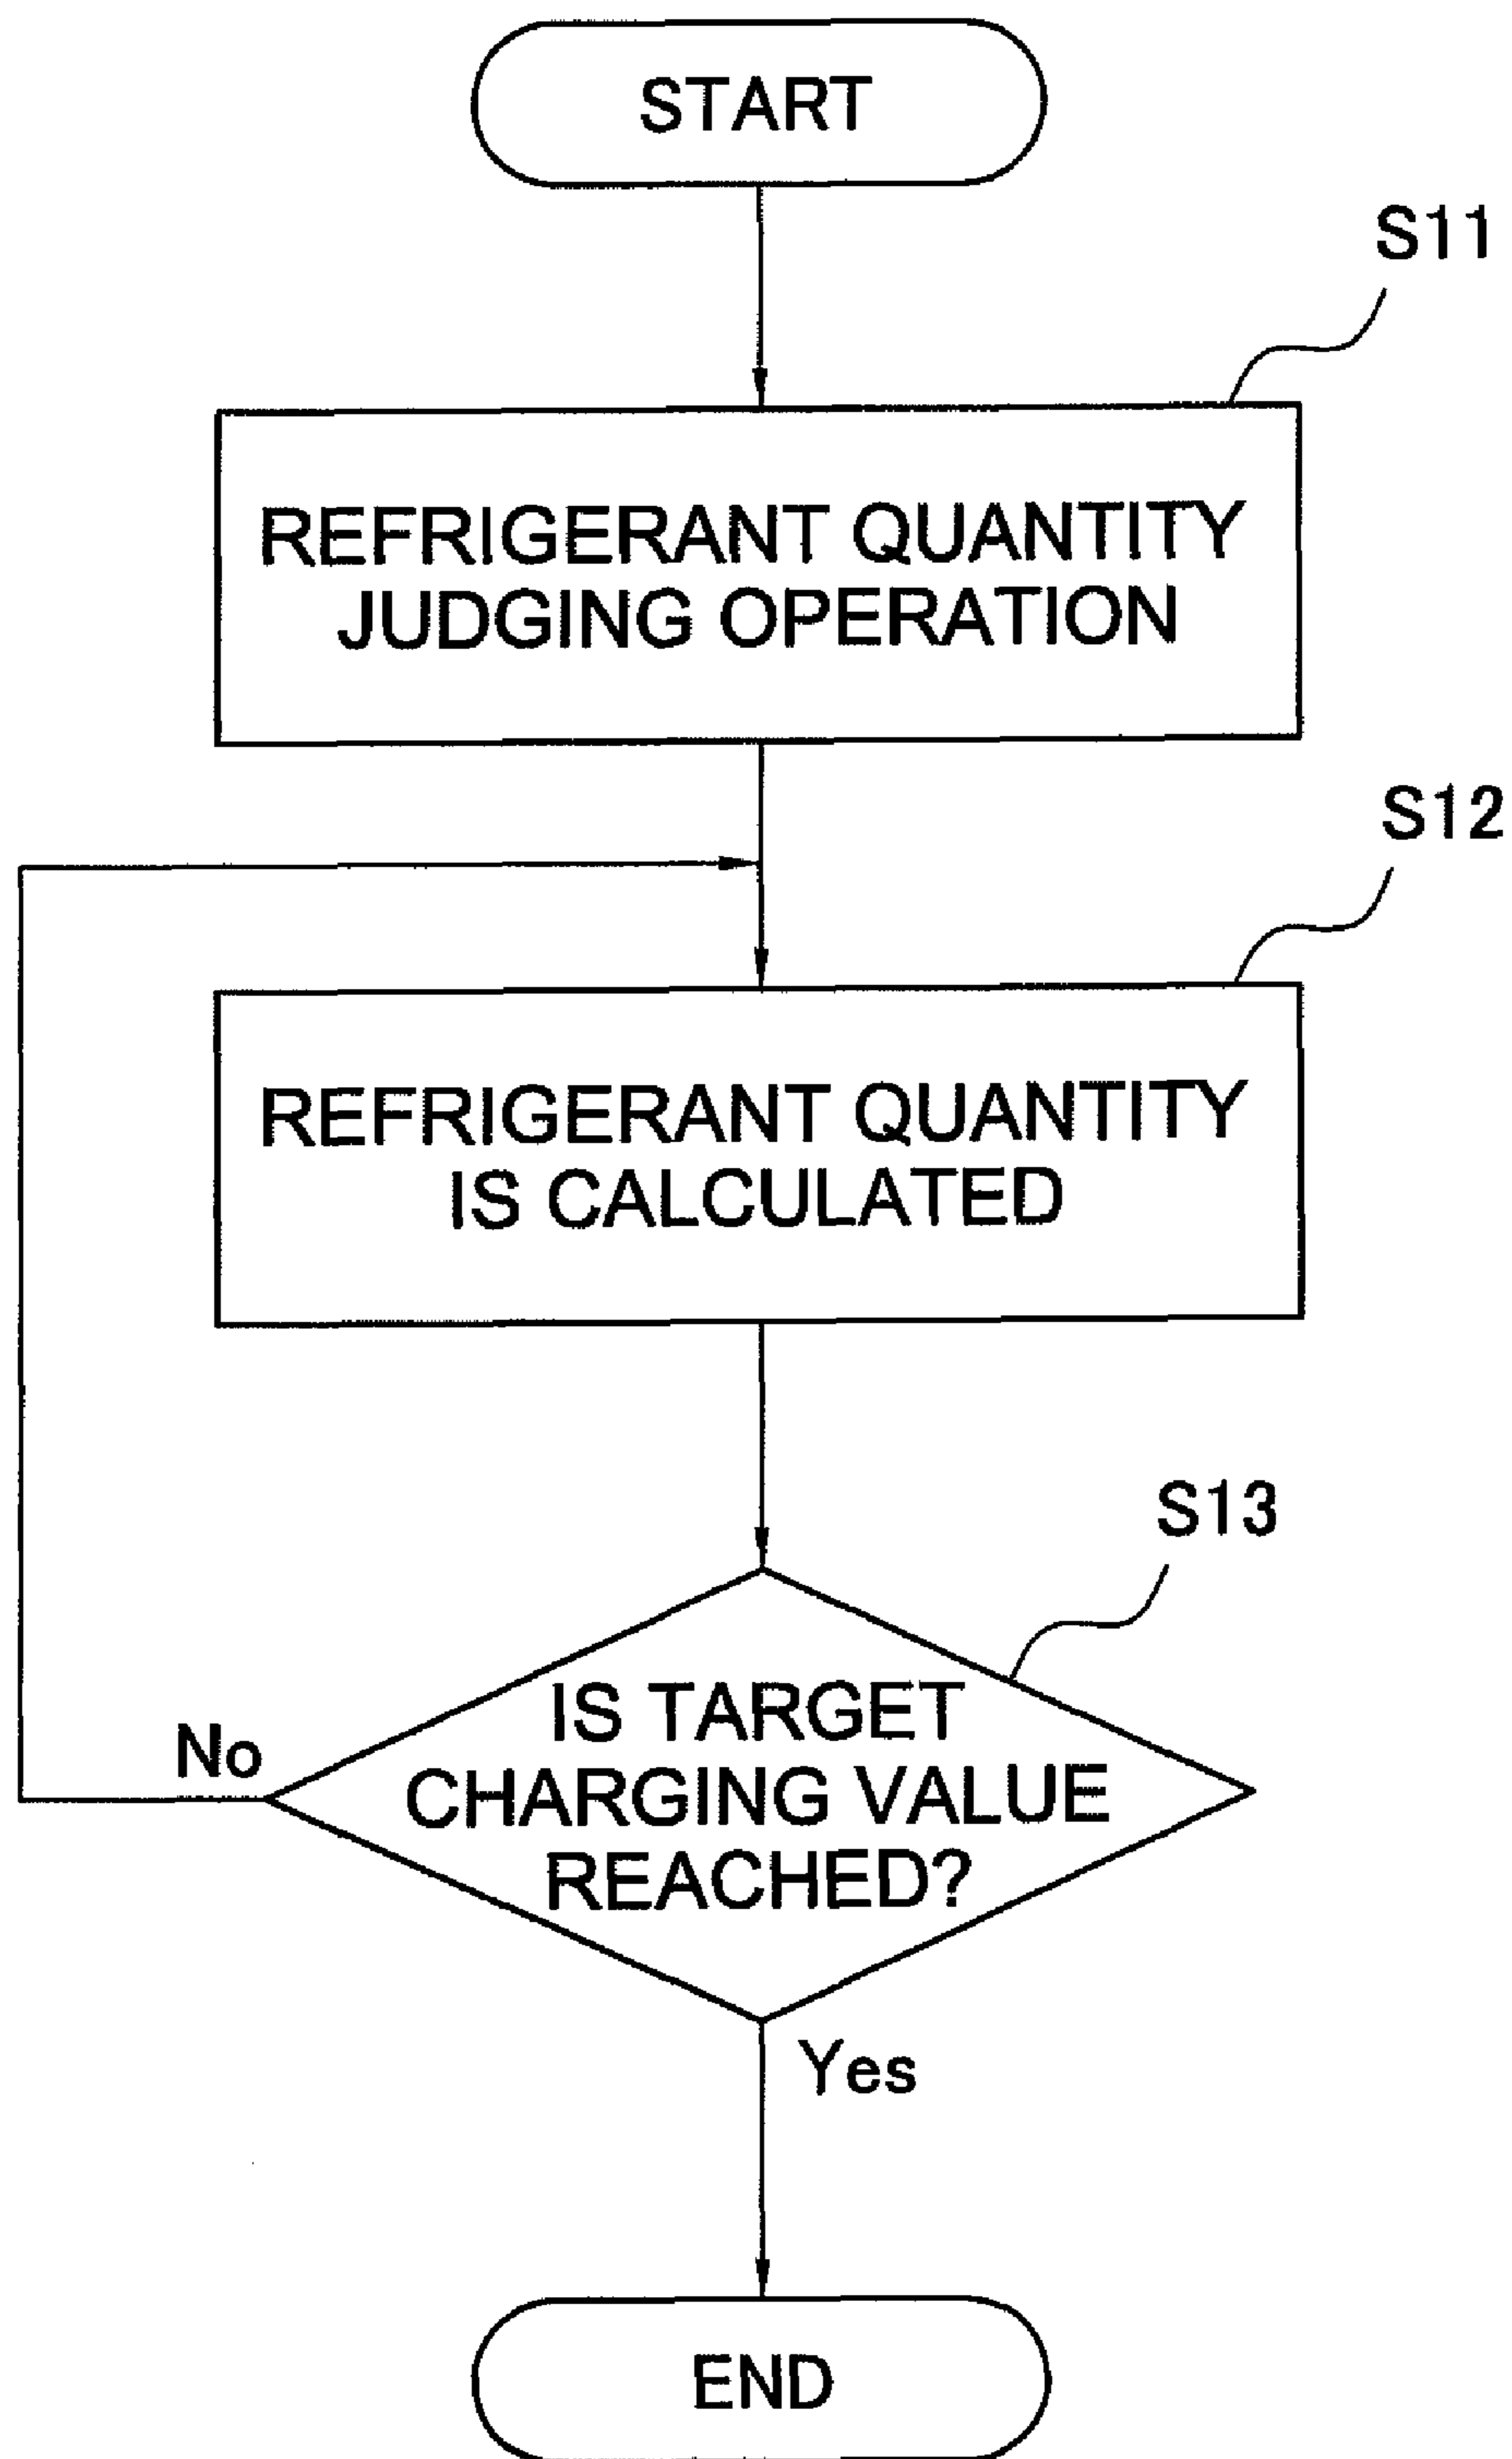 START
S11
REFRIGERANT QUANTITY
JUDGING OPERATION
S12
REFRIGERANT QUANTITY
IS CALCULATED
S13
IS TARGET
CHARGING VALUE
REACHED?
No
Yes
END